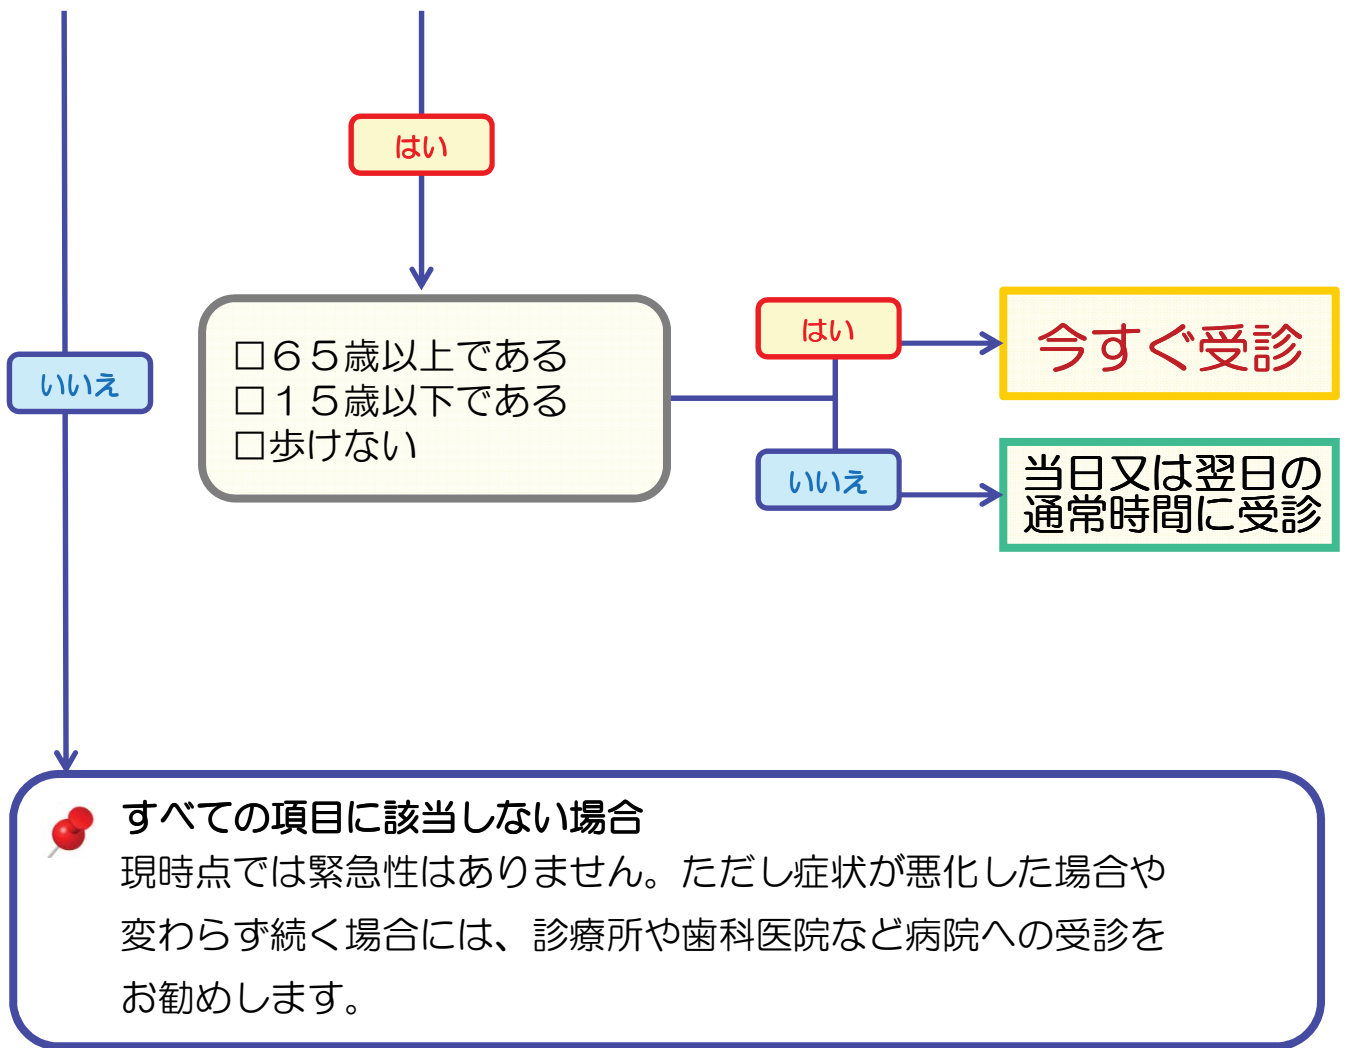 はい
□６５歳以上である
□１５歳以下である
□歩けない
はい
今すぐ受診
いいえ
いいえ
当日又は翌日の
通常時間に受診
すべての項目に該当しない場合
現時点では緊急性はありません。ただし症状が悪化した場合や
変わらず続く場合には、診療所や歯科医院など病院への受診を
お勧めします。